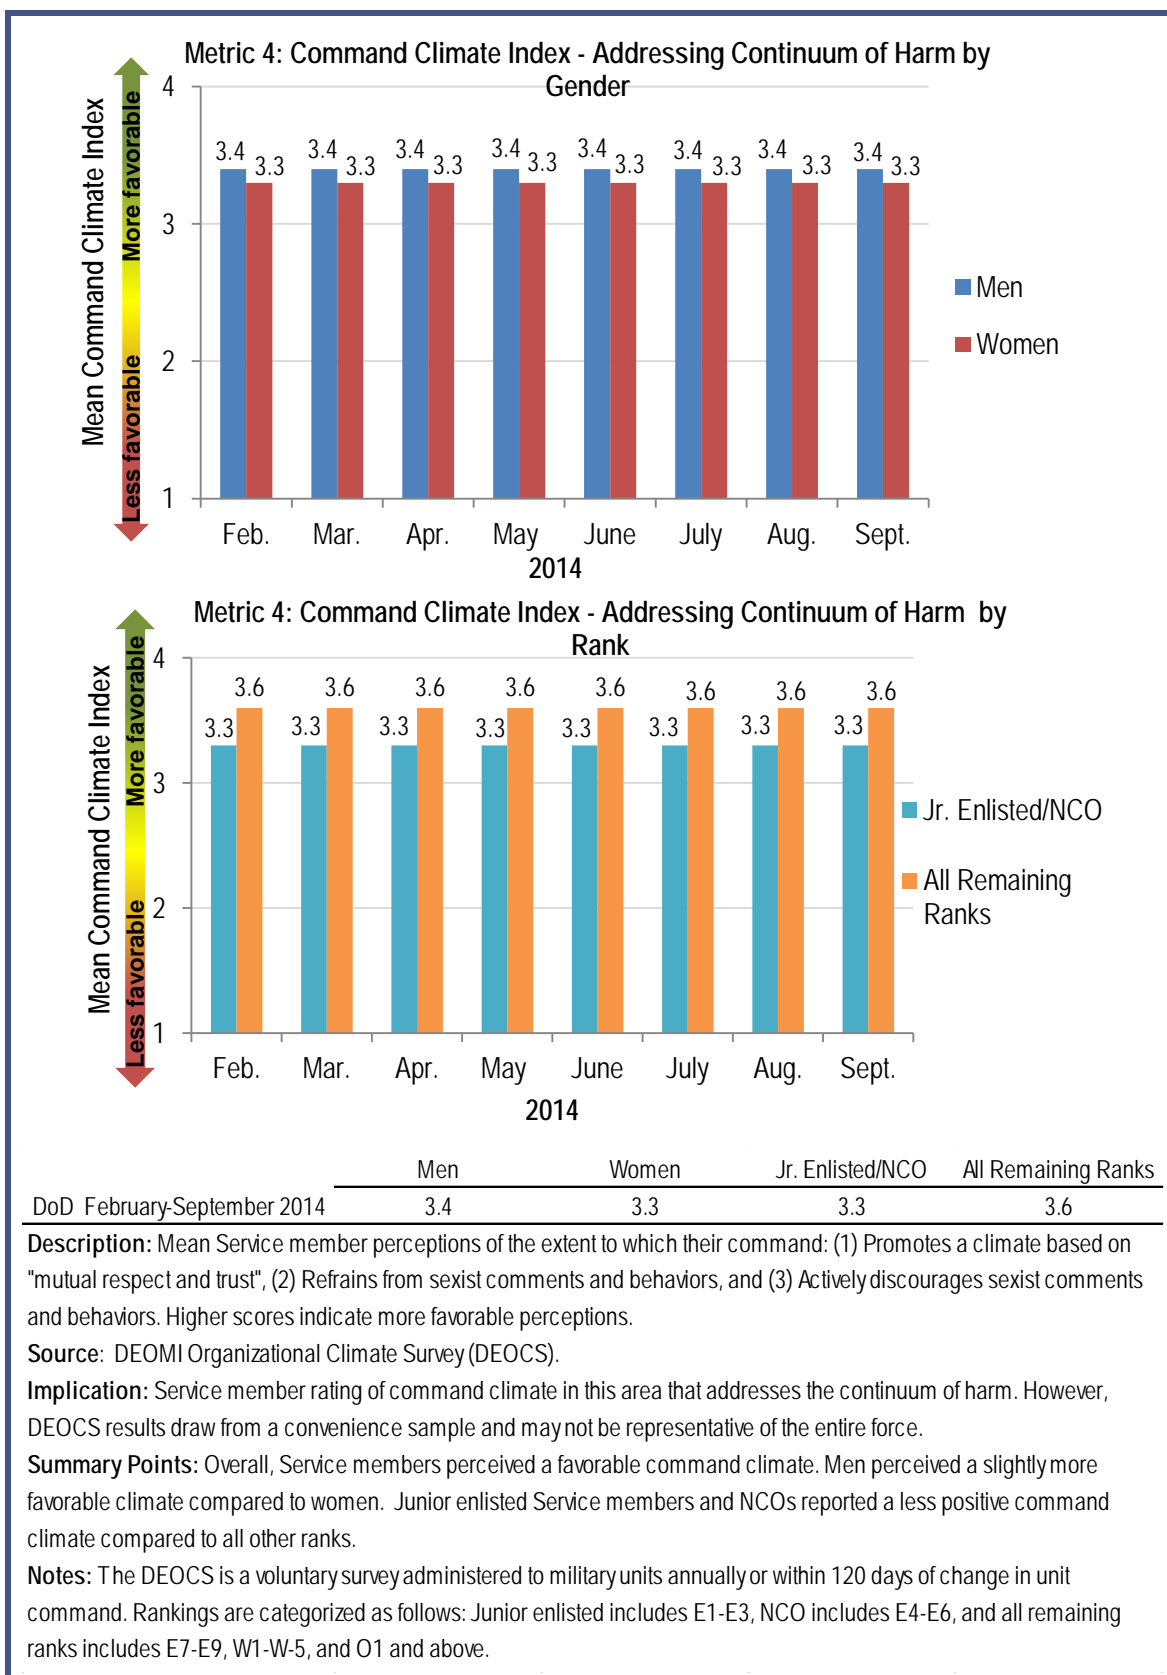 Metric 4: Command Climate Index - Addressing Continuum of Harm by
Gender
Mean Command Climate Index
More favorable
Less favorable
4
3
2
1
3.4 3.3 3.4 3.3 3.4 3.3 3.4 3.3 3.4 3.3 3.4 3.3 3.4 3.3 3.4 3.3
Men
Women
Feb. Mar. Apr. May June July Aug. Sept.
2014
Metric 4: Command Climate Index - Addressing Continuum of Harm by
Rank
Mean Command Climate Index
More favorable
Less favorable
4
3
2
1
3.3 3.6 3.3 3.6 3.3 3.6 3.3 3.6 3.3 3.6 3.3 3.6 3.3 3.6 3.3 3.6
Jr. Enlisted/NCO
All Remaining
Ranks
Feb. Mar. Apr. May June July Aug. Sept.
2014
Men Women Jr. Enlisted/NCO All Remaining Ranks
DoD February-September 2014 3.4 3.3 3.3 3.6
Description: Mean Service member perceptions of the extent to which their command: (1) Promotes a climate based on
"mutual respect and trust", (2) Refrains from sexist comments and behaviors, and (3) Actively discourages sexist comments
and behaviors. Higher scores indicate more favorable perceptions.
Source: DEOMI Organizational Climate Survey (DEOCS).
Implication: Service member rating of command climate in this area that addresses the continuum of harm. However,
DEOCS results draw from a convenience sample and may not be representative of the entire force.
Summary Points: Overall, Service members perceived a favorable command climate. Men perceived a slightly more
favorable climate compared to women. Junior enlisted Service members and NCOs reported a less positive command
climate compared to all other ranks.
Notes: The DEOCS is a voluntary survey administered to military units annually or within 120 days of change in unit
command. Rankings are categorized as follows: Junior enlisted includes E1-E3, NCO includes E4-E6, and all remaining
ranks includes E7-E9, W1-W-5, and O1 and above.